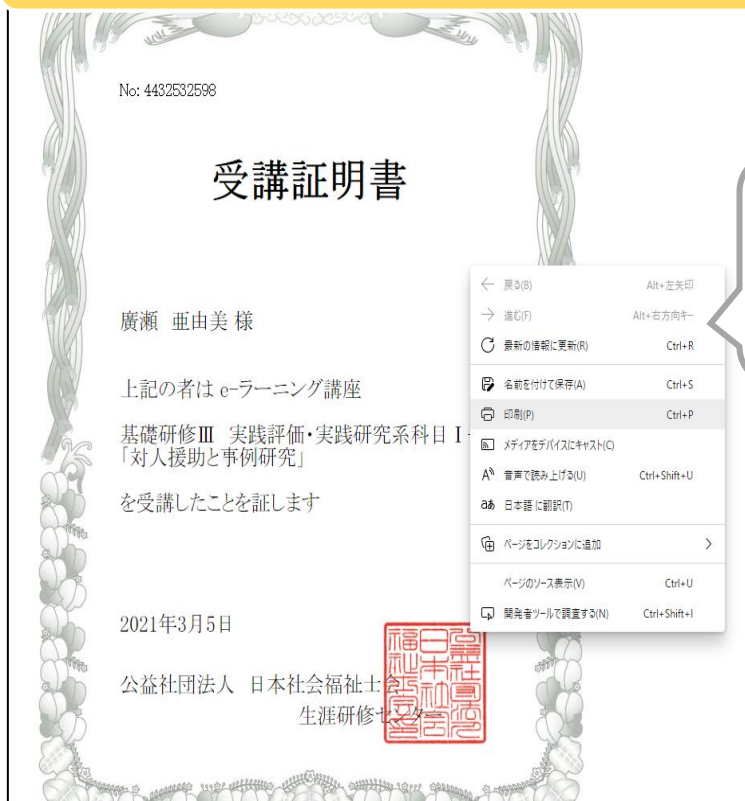 No: 4432532598
受講証明書
廣瀬 亜由美 様
上記の者は e-ラーニング講座
基礎研修Ⅲ 実践評価・実践研究系科目Ⅰ-
「対人援助と事例研究」
を受講したことを証します
2021年3月5日
公益社団法人 日本社会福祉士会
生涯研修センター
戻る(B) Alt+左矢印
進む(F) Alt+右方向キー
最新の情報に更新(R) Ctrl+R
名前を付けて保存(A) Ctrl+S
印刷(P) Ctrl+P
メディアをデバイスにキャスト(C)
音声で読み上げる(U) Ctrl+Shift+U
日本語 に翻訳(T)
ページをコレクションに追加
ページのソース表示(V) Ctrl+U
開発者ツールで調査する(N) Ctrl+Shift+I